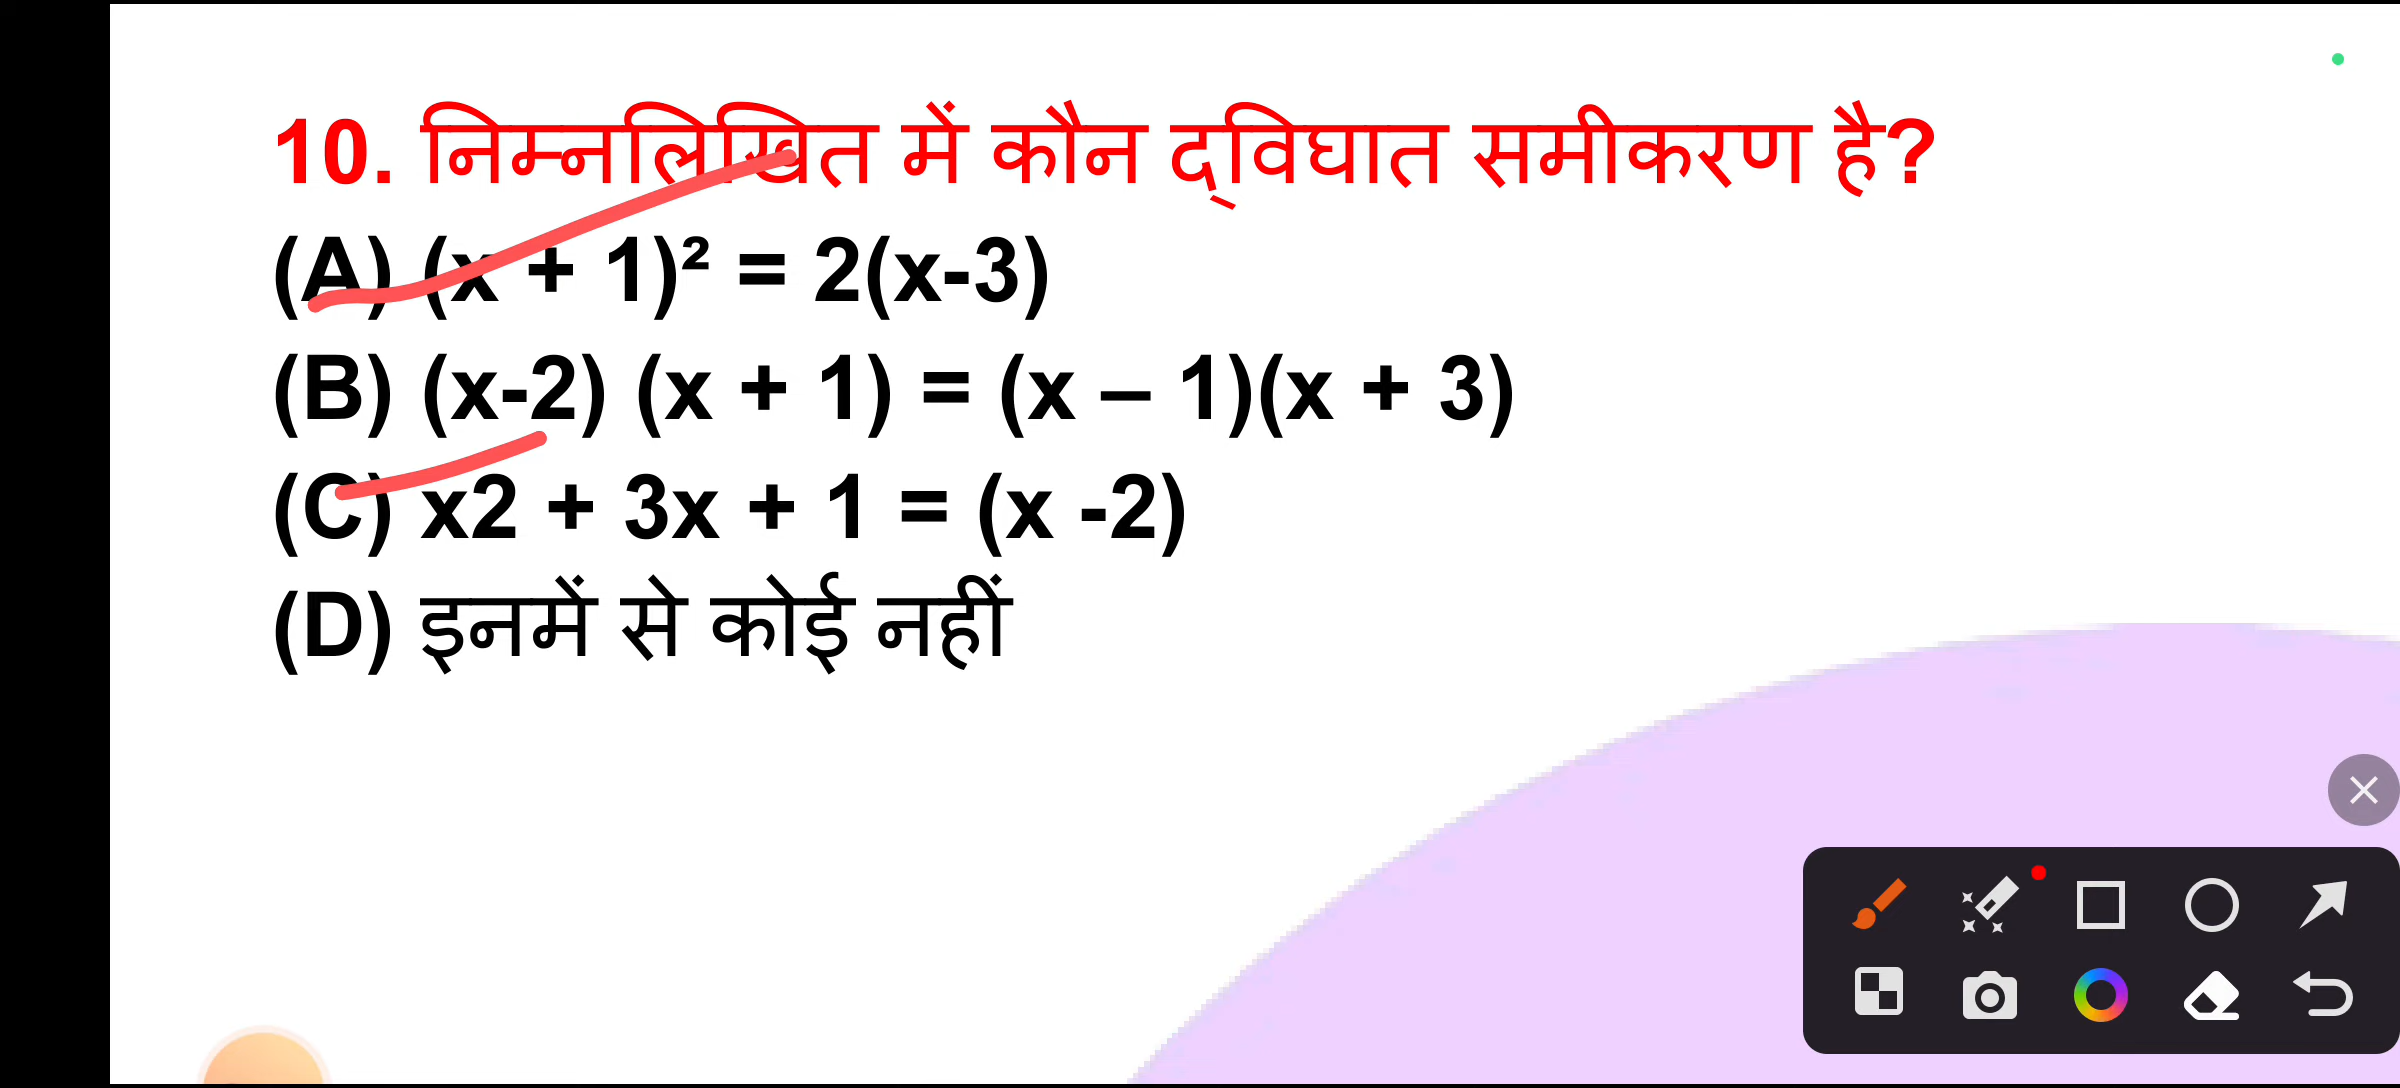 10. निम्नलिखित में कौन द्विघात समीकरण है?
(A) (x + 1)² = 2(x-3)
(B) (x-2) (x + 1) = (x – 1)(x + 3)
(C) x2 + 3x + 1 = (x -2)
(D) इनमें से कोई नहीं